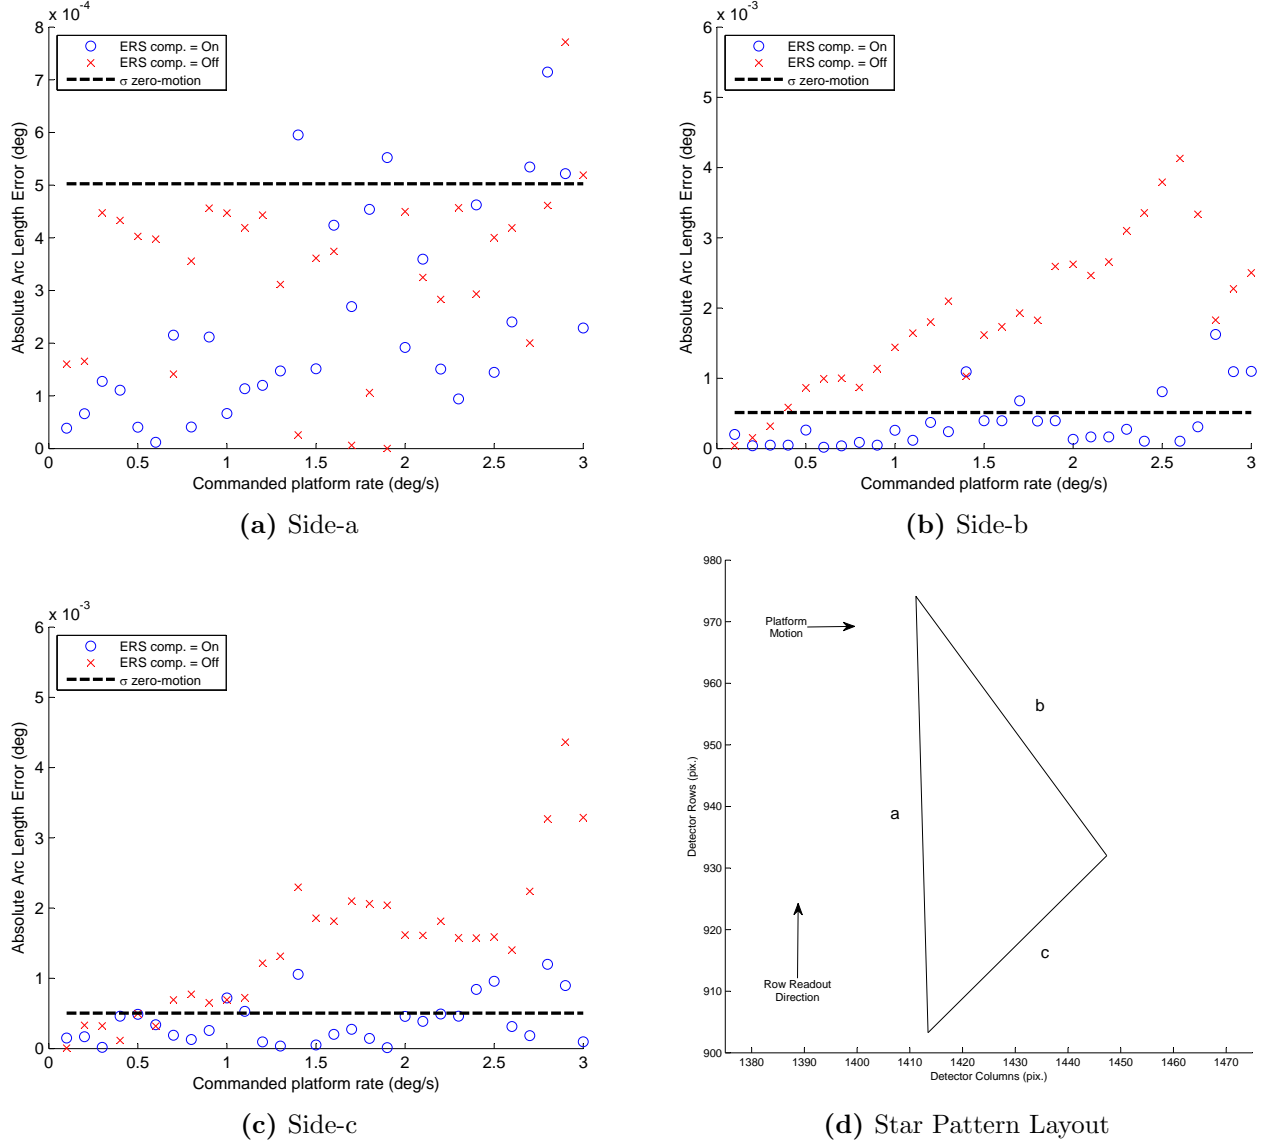 x 10⁻⁴
8
7
6
5
4
3
2
1
0
Absolute Arc Length Error (deg)
ERS comp. = On
ERS comp. = Off
σ zero-motion
0 0.5 1 1.5 2 2.5 3
Commanded platform rate (deg/s)
(a) Side-a
x 10⁻³
6
5
4
3
2
1
0
Absolute Arc Length Error (deg)
ERS comp. = On
ERS comp. = Off
σ zero-motion
0 0.5 1 1.5 2 2.5 3
Commanded platform rate (deg/s)
(b) Side-b
x 10⁻³
6
5
4
3
2
1
0
Absolute Arc Length Error (deg)
ERS comp. = On
ERS comp. = Off
σ zero-motion
0 0.5 1 1.5 2 2.5 3
Commanded platform rate (deg/s)
(c) Side-c
980
970
960
950
940
930
920
910
900
Detector Rows (pix.)
Platform
Motion
b
a
c
Row Readout
Direction
1380 1390 1400 1410 1420 1430 1440 1450 1460 1470
Detector Columns (pix.)
(d) Star Pattern Layout